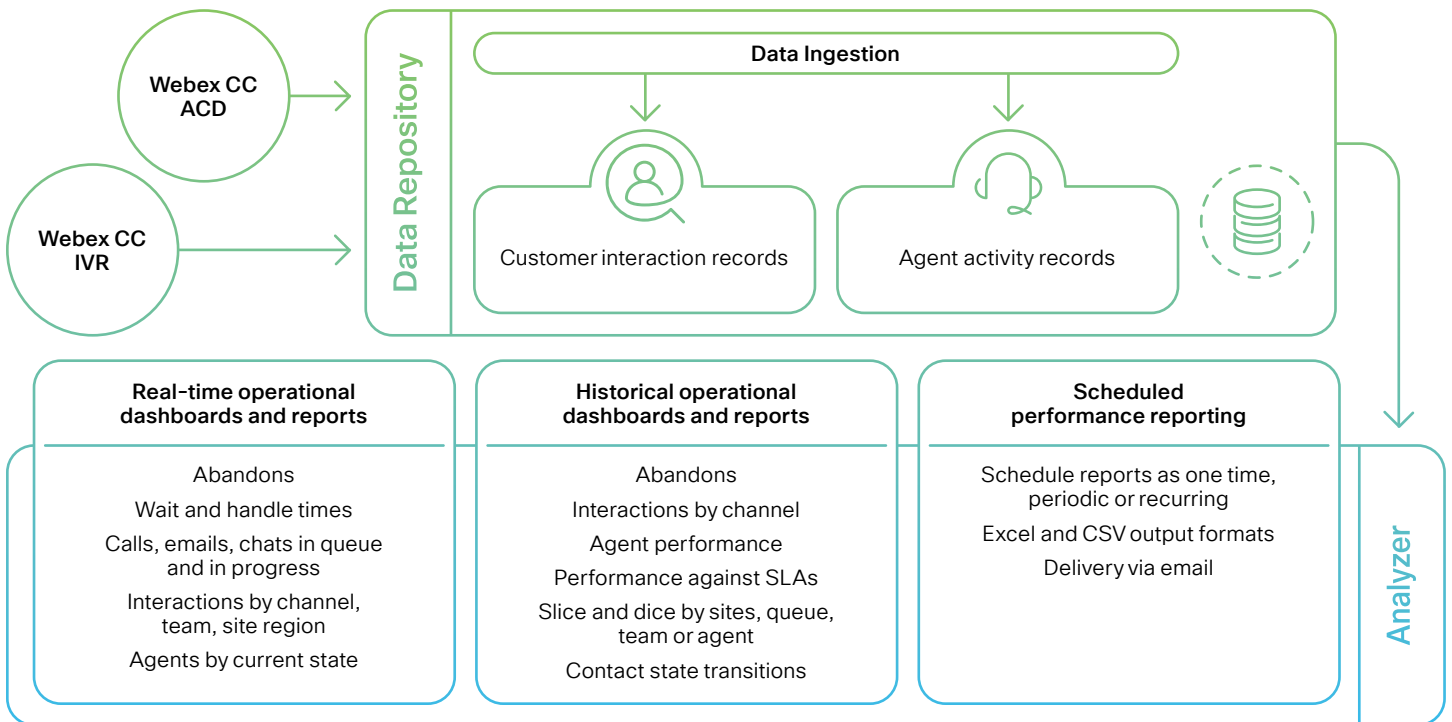 Webex CC
ACD
Webex CC
IVR
Data Repository
Data Ingestion
Customer interaction records
Agent activity records
Real-time operational
dashboards and reports
Abandons
Wait and handle times
Calls, emails, chats in queue
and in progress
Interactions by channel,
team, site region
Agents by current state
Historical operational
dashboards and reports
Abandons
Interactions by channel
Agent performance
Performance against SLAs
Slice and dice by sites, queue,
team or agent
Contact state transitions
Scheduled
performance reporting
Schedule reports as one time,
periodic or recurring
Excel and CSV output formats
Delivery via email
Analyzer